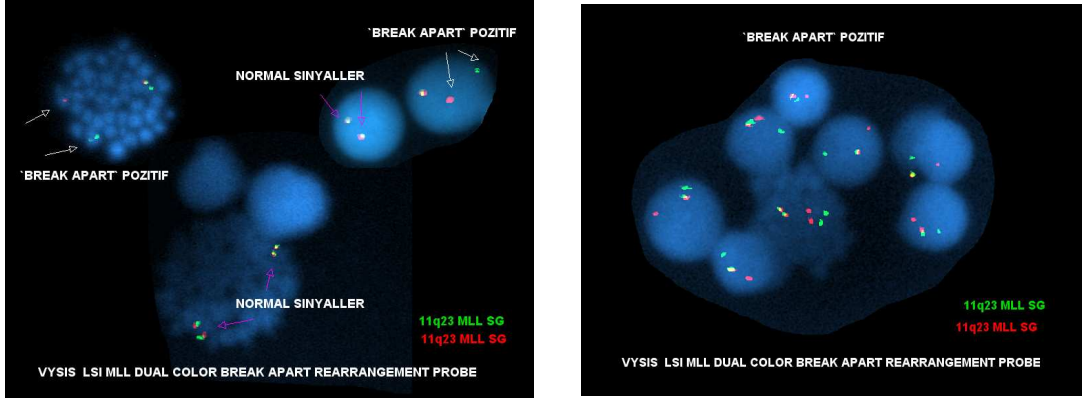 `BREAK APART` POZITIF
NORMAL SINYALLER
`BREAK APART` POZITIF
NORMAL SINYALLER
11q23 MLL SG
11q23 MLL SG
VYSIS LSI MLL DUAL COLOR BREAK APART REARRANGEMENT PROBE
`BREAK APART` POZITIF
11q23 MLL SG
11q23 MLL SG
VYSIS LSI MLL DUAL COLOR BREAK APART REARRANGEMENT PROBE